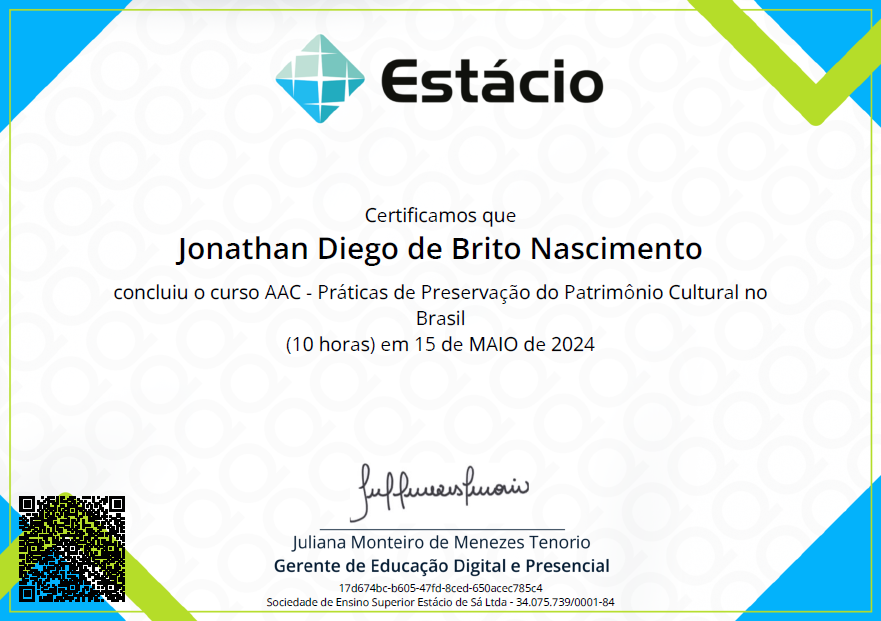 Estácio
Certificamos que
Jonathan Diego de Brito Nascimento
concluiu o curso AAC - Práticas de Preservação do Patrimônio Cultural no
Brasil
(10 horas) em 15 de MAIO de 2024
Juliana Monteiro de Menezes Tenorio
Gerente de Educação Digital e Presencial
17d674bc-b605-47fd-8ced-650acec785c4
Sociedade de Ensino Superior Estácio de Sá Ltda - 34.075.739/0001-84